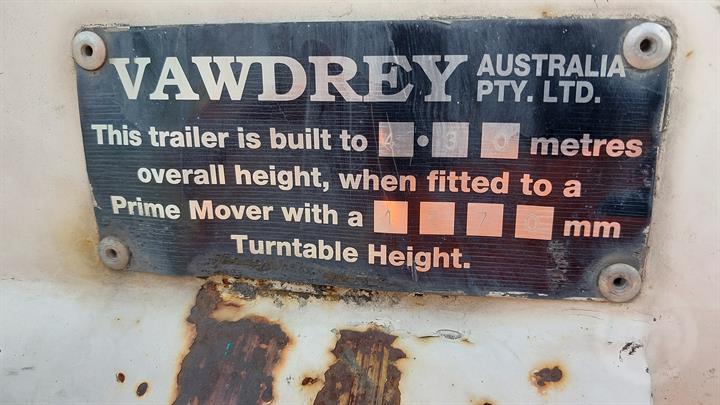 VAWDREY AUSTRALIA PTY. LTD.
This trailer is built to 4.30 metres
overall height, when fitted to a
Prime Mover with a mm
Turntable Height.